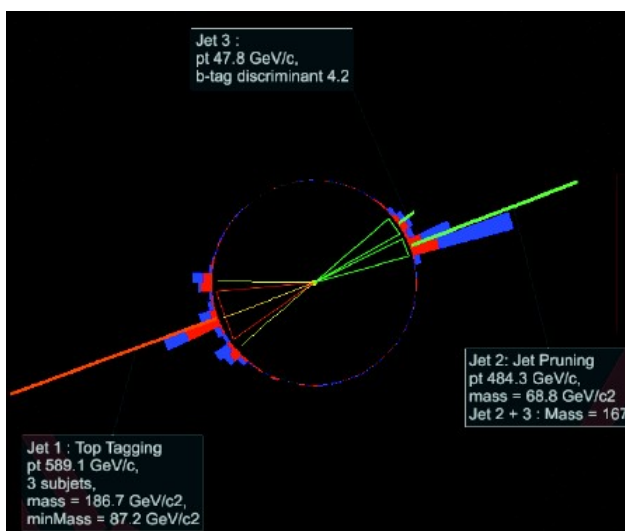 Jet 3 :
pt 47.8 GeV/c,
b-tag discriminant 4.2
Jet 2: Jet Pruning
pt 484.3 GeV/c,
mass = 68.8 GeV/c2
Jet 2 + 3 : Mass = 167
Jet 1 : Top Tagging
pt 589.1 GeV/c,
3 subjets,
mass = 186.7 GeV/c2,
minMass = 87.2 GeV/c2